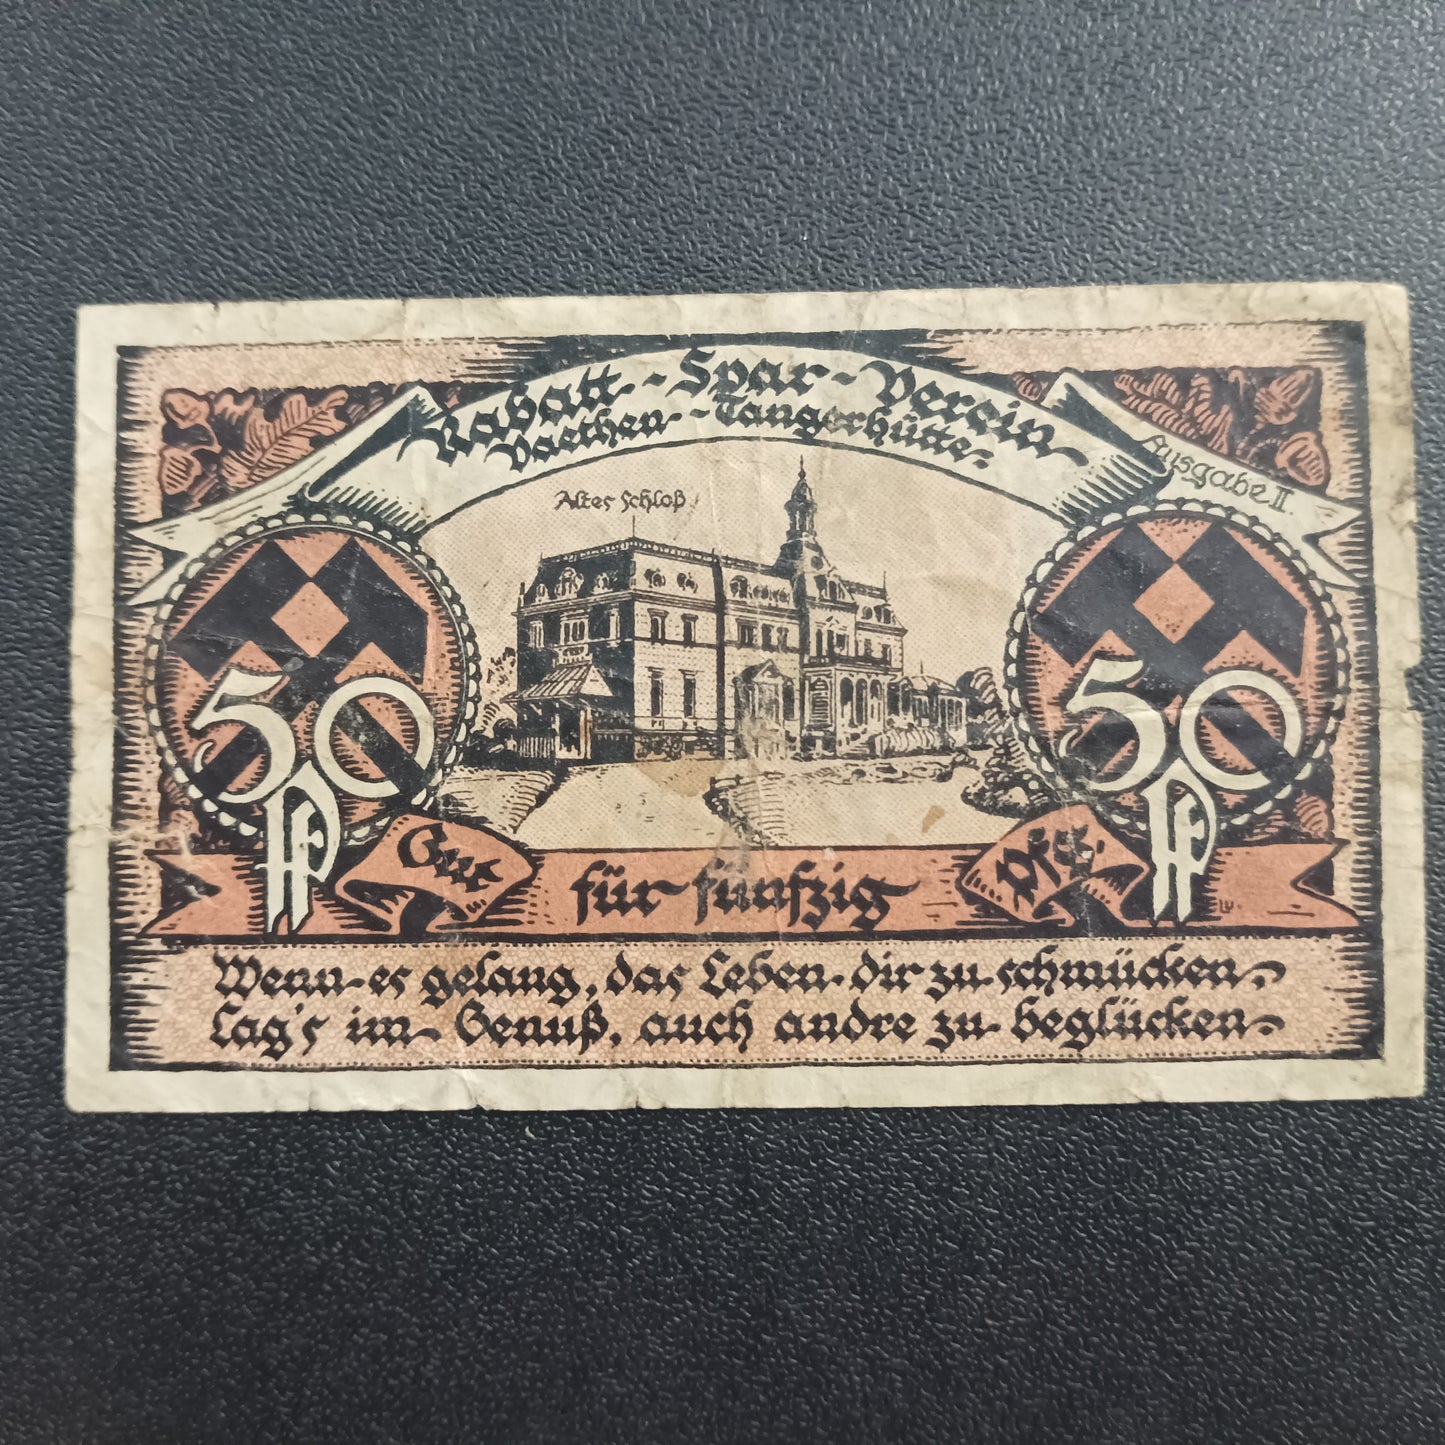 Rabatt-Spar-Verein
Vaethen-Tangerhütte
Ausgabe II.
Altes Schloß
50
Pf
50
Pf
Gut für fünfzig Pfg.
LW
Wenn es gelang, das Leben dir zu schmücken,
Lag's im Genuß, auch andre zu beglücken